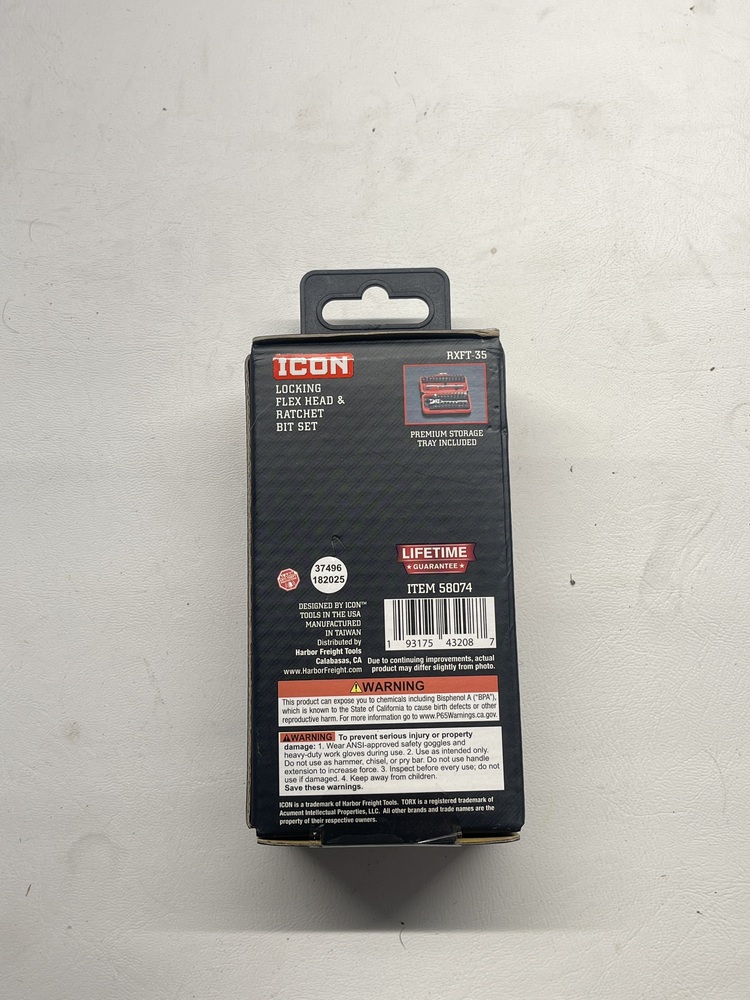 ICON
RXFT-35
LOCKING
FLEX HEAD &
RATCHET
BIT SET
PREMIUM STORAGE
TRAY INCLUDED
LIFETIME
GUARANTEE
37496
182025
ITEM 58074
DESIGNED BY ICON™
TOOLS IN THE USA
MANUFACTURED
IN TAIWAN
Distributed by
Harbor Freight Tools
Calabasas, CA
www.HarborFreight.com
1 93175 43208 7
Due to continuing improvements, actual
product may differ slightly from photo.
⚠WARNING
This product can expose you to chemicals including Bisphenol A ("BPA"),
which is known to the State of California to cause birth defects or other
reproductive harm. For more information go to www.P65Warnings.ca.gov.
⚠WARNING To prevent serious injury or property
damage: 1. Wear ANSI-approved safety goggles and
heavy-duty work gloves during use. 2. Use as intended only.
Do not use as hammer, chisel, or pry bar. Do not use handle
extension to increase force. 3. Inspect before every use; do not
use if damaged. 4. Keep away from children.
Save these warnings.
ICON is a trademark of Harbor Freight Tools. TORX is a registered trademark of
Acument Intellectual Properties, LLC. All other brands and trade names are the
property of their respective owners.